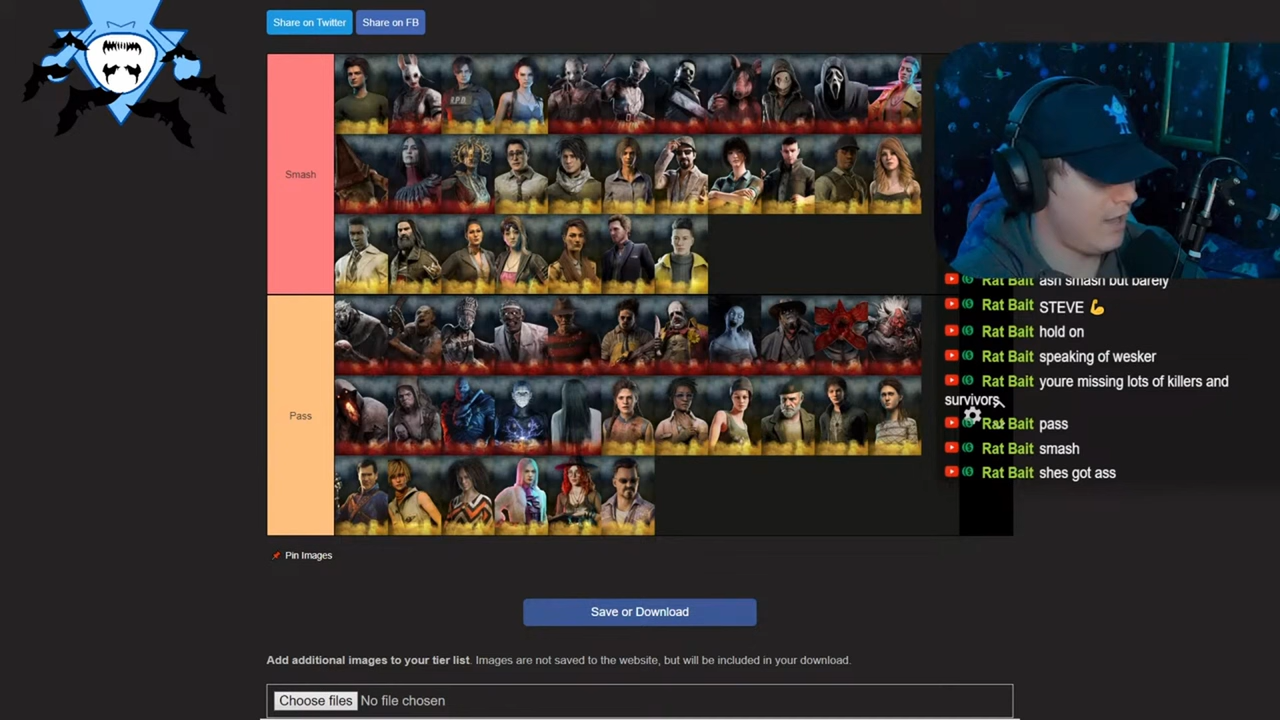 Share on Twitter
Share on FB
Smash
R.P.D.
Pass
Rat Bait ash smash but barely
Rat Bait STEVE 💪
Rat Bait hold on
Rat Bait speaking of wesker
Rat Bait youre missing lots of killers and
survivors
Rat Bait pass
Rat Bait smash
Rat Bait shes got ass
Pin Images
Save or Download
Add additional images to your tier list. Images are not saved to the website, but will be included in your download.
Choose files No file chosen